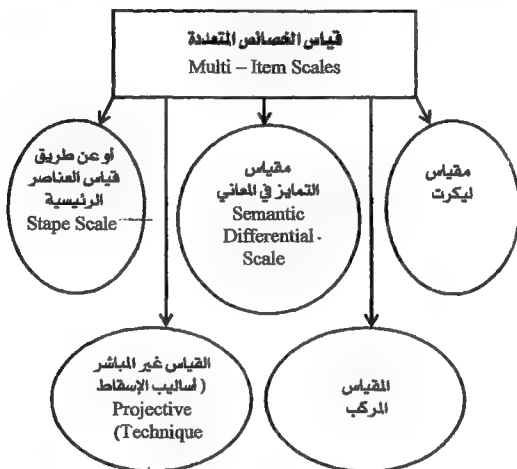 قياس الخصائص المتعددة
Multi – Item Scales
مقياس
ليكرت
مقياس
التمايز في المعاني
Semantic
Differential -
Scale
أو عن طريق
قياس العناصر
الرئيسية
Stape Scale
المقياس
المركب
القياس غير المباشر
( أساليب الإسقاط
Projective
(Technique